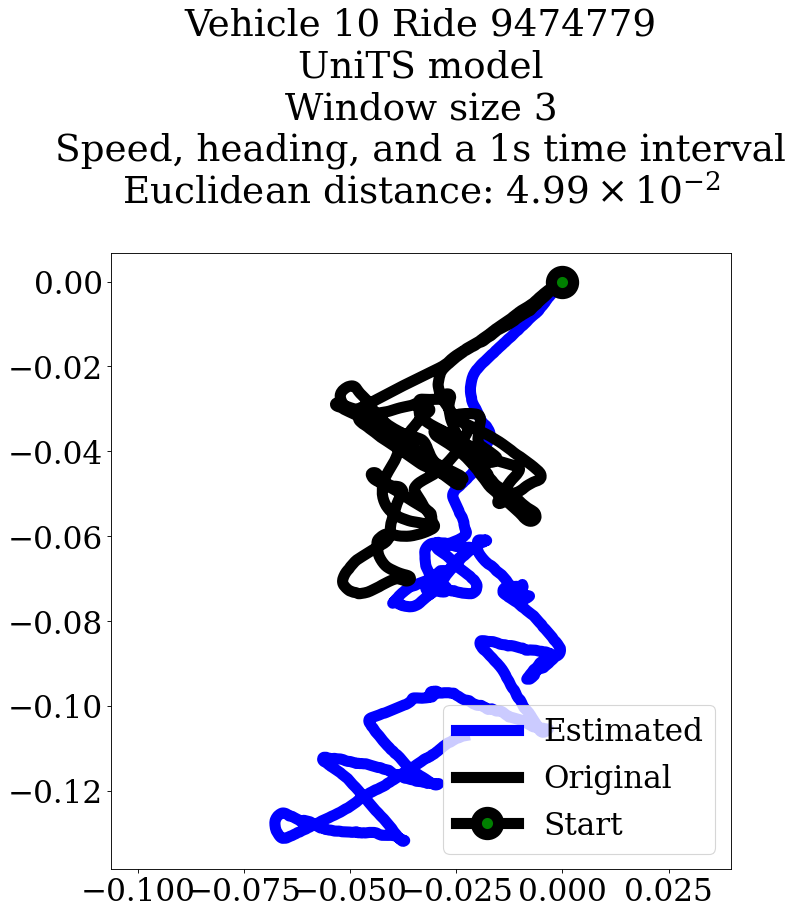 Vehicle 10 Ride 9474779
UniTS model
Window size 3
Speed, heading, and a 1s time interval
Euclidean distance: 4.99 × 10⁻²
0.00
−0.02
−0.04
−0.06
−0.08
−0.10
−0.12
Estimated
Original
Start
−0.100 −0.075 −0.050 −0.025 0.000 0.025